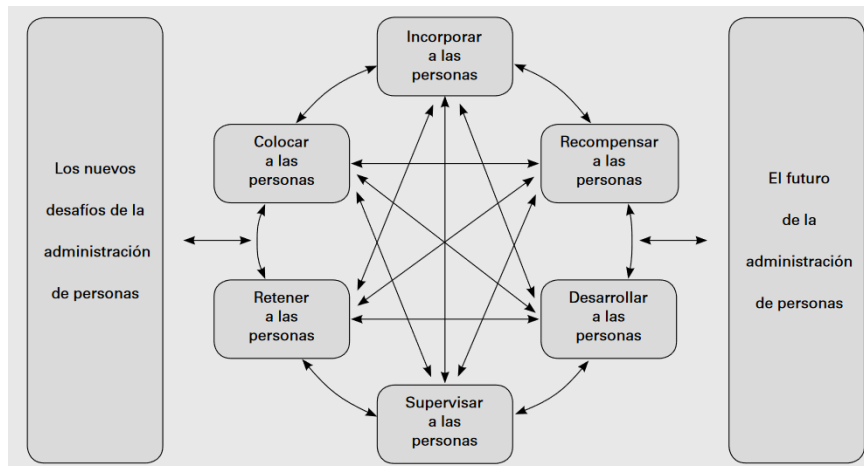 Los nuevos
desafíos de la
administración
de personas
Incorporar
a las
personas
Colocar
a las
personas
Recompensar
a las
personas
Retener
a las
personas
Desarrollar
a las
personas
Supervisar
a las
personas
El futuro
de la
administración
de personas